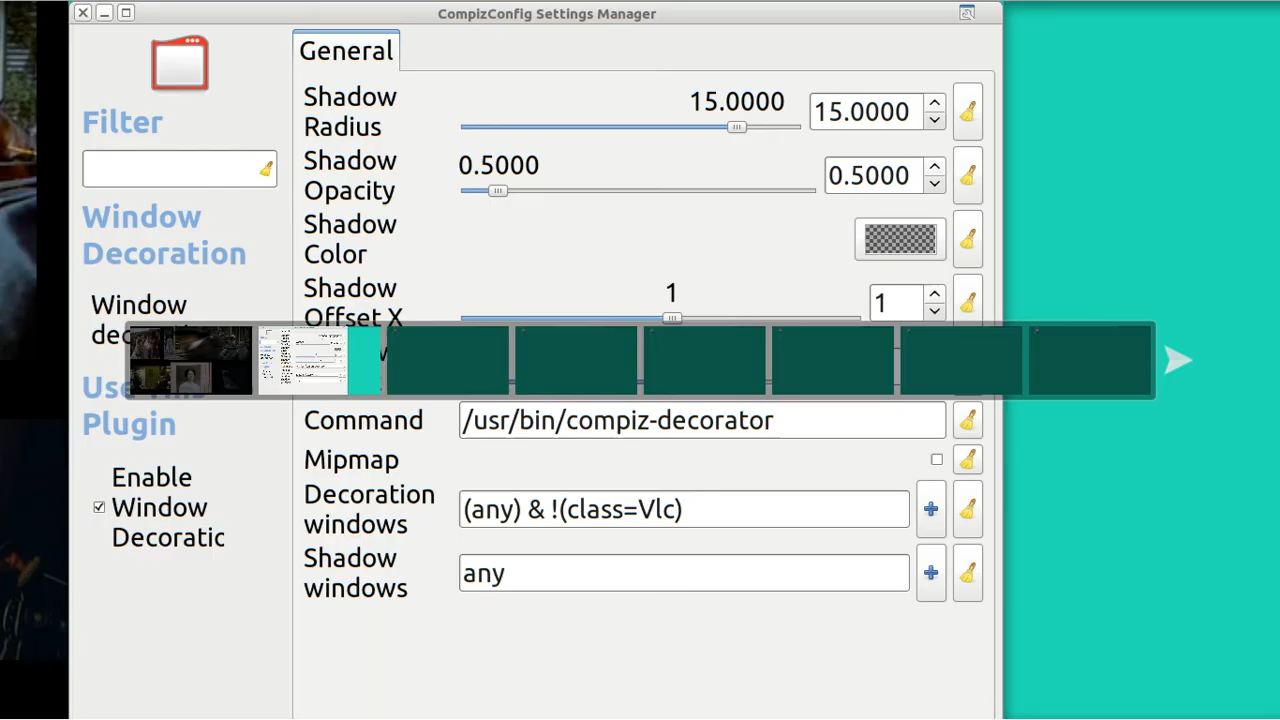 CompizConfig Settings Manager
Filter
Window
Decoration
Window
Plugin
Enable
Window
Decoratic
General
Shadow
Radius
15.0000
15.0000
Shadow
Opacity
0.5000
0.5000
Shadow
Color
Shadow
Offset X
1
1
Command
/usr/bin/compiz-decorator
Mipmap
Decoration
windows
(any) & !(class=Vlc)
Shadow
windows
any